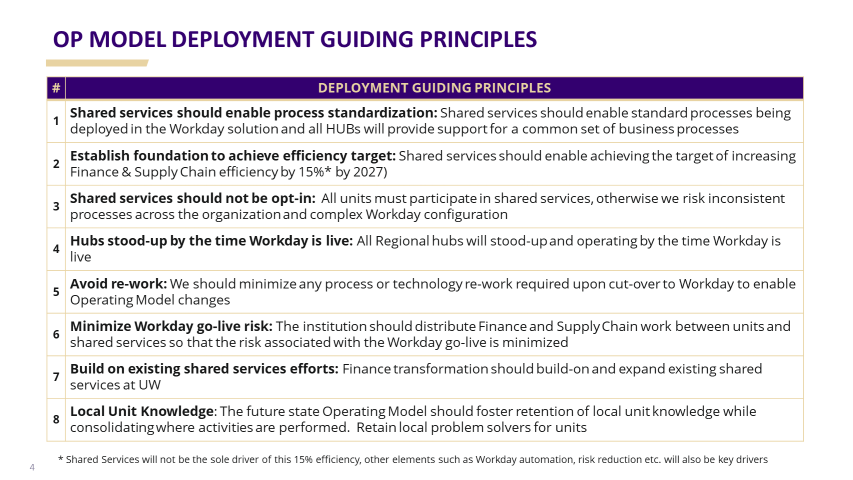 OP MODEL DEPLOYMENT GUIDING PRINCIPLES
# DEPLOYMENT GUIDING PRINCIPLES
1 Shared services should enable process standardization: Shared services should enable standard processes being
deployed in the Workday solution and all HUBs will provide support for a common set of business processes
2 Establish foundation to achieve efficiency target: Shared services should enable achieving the target of increasing
Finance & Supply Chain efficiency by 15%* by 2027)
3 Shared services should not be opt-in: All units must participate in shared services, otherwise we risk inconsistent
processes across the organization and complex Workday configuration
4 Hubs stood-up by the time Workday is live: All Regional hubs will stood-up and operating by the time Workday is
live
5 Avoid re-work: We should minimize any process or technology re-work required upon cut-over to Workday to enable
Operating Model changes
6 Minimize Workday go-live risk: The institution should distribute Finance and Supply Chain work between units and
shared services so that the risk associated with the Workday go-live is minimized
7 Build on existing shared services efforts: Finance transformation should build-on and expand existing shared
services at UW
8 Local Unit Knowledge: The future state Operating Model should foster retention of local unit knowledge while
consolidating where activities are performed. Retain local problem solvers for units
* Shared Services will not be the sole driver of this 15% efficiency, other elements such as Workday automation, risk reduction etc. will also be key drivers
4